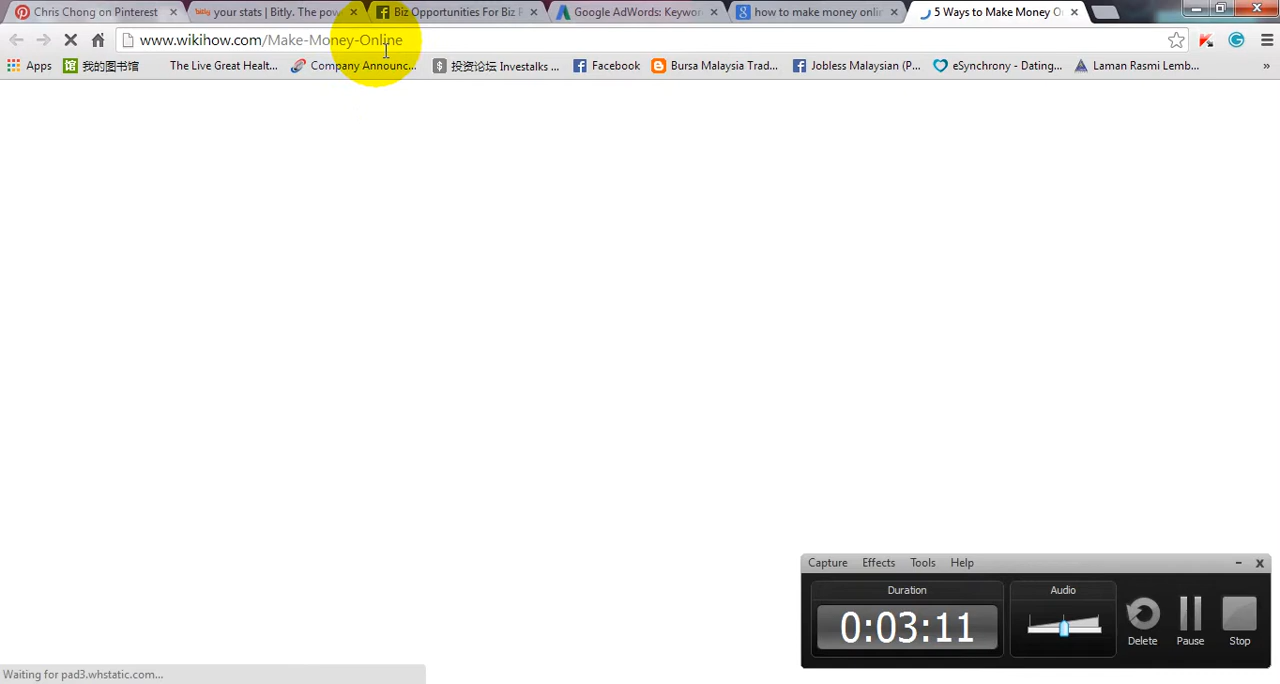 Chris Chong on Pinterest
your stats | Bitly. The pow
Biz Opportunities For Biz
Google AdWords: Keywor
how to make money onlin
5 Ways to Make Money O
www.wikihow.com/Make-Money-Online
Apps
我的图书馆
The Live Great Healt...
Company Announc...
投资论坛 Investalks ...
Facebook
Bursa Malaysia Trad...
Jobless Malaysian (P...
eSynchrony - Dating...
Laman Rasmi Lemb...
»
Capture Effects Tools Help
Duration
Audio
0:03:11
Delete
Pause
Stop
Waiting for pad3.whstatic.com...